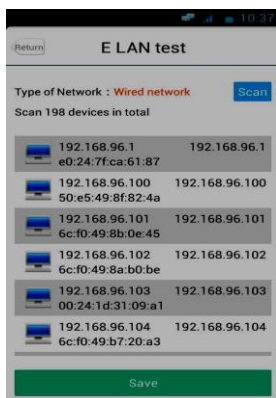 10:37
Return
E LAN test
Type of Network : Wired network
Scan
Scan 198 devices in total
192.168.96.1 192.168.96.1
e0:24:7f:ca:61:87
192.168.96.100 192.168.96.100
50:e5:49:8f:82:4a
192.168.96.101 192.168.96.101
6c:f0:49:8b:0e:45
192.168.96.102 192.168.96.102
6c:f0:49:8a:b0:be
192.168.96.103 192.168.96.103
00:24:1d:31:09:a1
192.168.96.104 192.168.96.104
6c:f0:49:b7:20:a3
Save